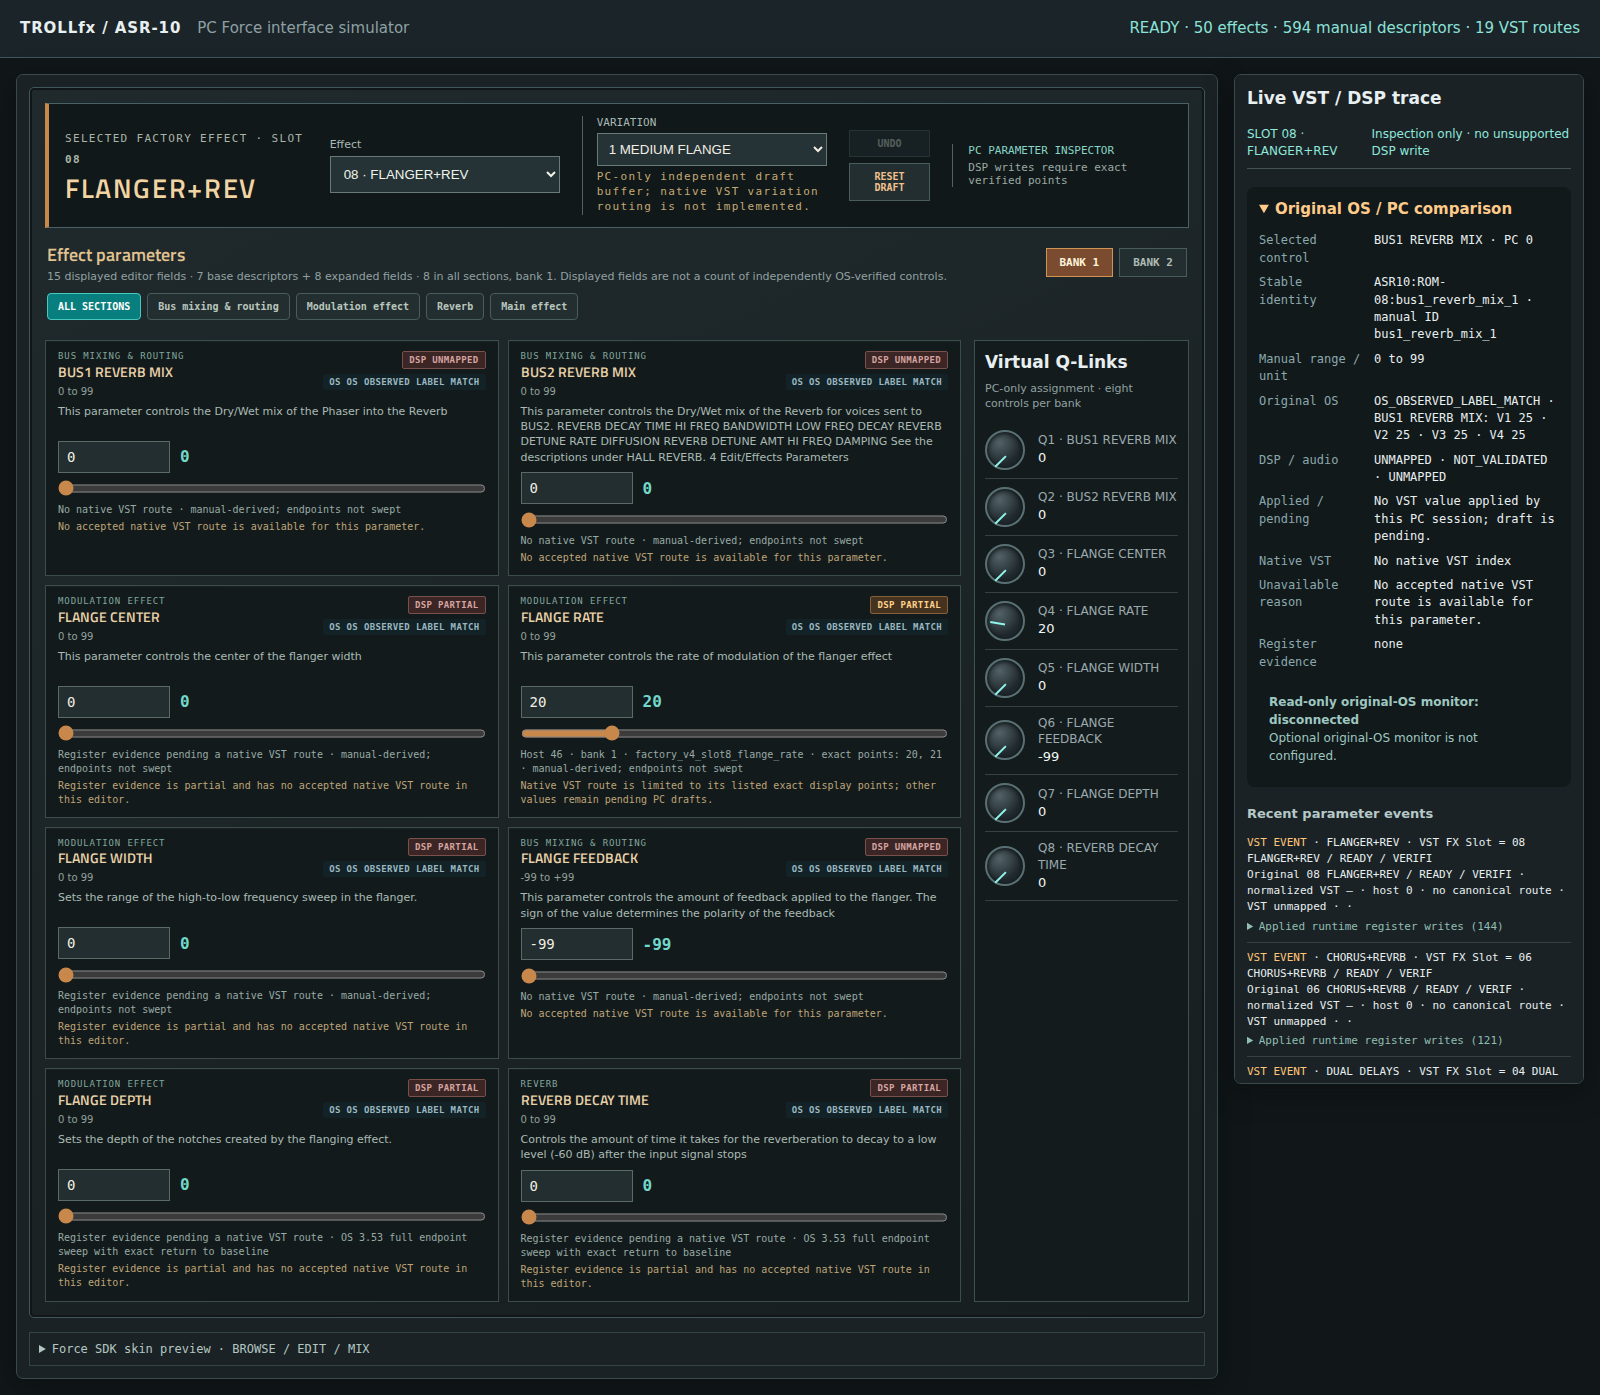 TROLLfx / ASR-10 PC Force interface simulator
READY · 50 effects · 594 manual descriptors · 19 VST routes
SELECTED FACTORY EFFECT · SLOT
08
FLANGER+REV
Effect
08 · FLANGER+REV
VARIATION
1 MEDIUM FLANGE
PC-only independent draft
buffer; native VST variation
routing is not implemented.
UNDO
RESET
DRAFT
PC PARAMETER INSPECTOR
DSP writes require exact
verified points
Effect parameters
15 displayed editor fields · 7 base descriptors + 8 expanded fields · 8 in all sections, bank 1. Displayed fields are not a count of independently OS-verified controls.
BANK 1
BANK 2
ALL SECTIONS
Bus mixing & routing
Modulation effect
Reverb
Main effect
BUS MIXING & ROUTING
DSP UNMAPPED
BUS1 REVERB MIX
OS OS OBSERVED LABEL MATCH
0 to 99
This parameter controls the Dry/Wet mix of the Phaser into the Reverb
0 0
No native VST route · manual-derived; endpoints not swept
No accepted native VST route is available for this parameter.
BUS MIXING & ROUTING
DSP UNMAPPED
BUS2 REVERB MIX
OS OS OBSERVED LABEL MATCH
0 to 99
This parameter controls the Dry/Wet mix of the Reverb for voices sent to
BUS2. REVERB DECAY TIME HI FREQ BANDWIDTH LOW FREQ DECAY REVERB
DETUNE RATE DIFFUSION REVERB DETUNE AMT HI FREQ DAMPING See the
descriptions under HALL REVERB. 4 Edit/Effects Parameters
0 0
No native VST route · manual-derived; endpoints not swept
No accepted native VST route is available for this parameter.
MODULATION EFFECT
DSP PARTIAL
FLANGE CENTER
OS OS OBSERVED LABEL MATCH
0 to 99
This parameter controls the center of the flanger width
0 0
Register evidence pending a native VST route · manual-derived;
endpoints not swept
Register evidence is partial and has no accepted native VST route in
this editor.
MODULATION EFFECT
DSP PARTIAL
FLANGE RATE
OS OS OBSERVED LABEL MATCH
0 to 99
This parameter controls the rate of modulation of the flanger effect
20 20
Host 46 · bank 1 · factory_v4_slot8_flange_rate · exact points: 20, 21
· manual-derived; endpoints not swept
Native VST route is limited to its listed exact display points; other
values remain pending PC drafts.
MODULATION EFFECT
DSP PARTIAL
FLANGE WIDTH
OS OS OBSERVED LABEL MATCH
0 to 99
Sets the range of the high-to-low frequency sweep in the flanger.
0 0
Register evidence pending a native VST route · manual-derived;
endpoints not swept
Register evidence is partial and has no accepted native VST route in
this editor.
BUS MIXING & ROUTING
DSP UNMAPPED
FLANGE FEEDBACK
OS OS OBSERVED LABEL MATCH
-99 to +99
This parameter controls the amount of feedback applied to the flanger. The
sign of the value determines the polarity of the feedback
-99 -99
No native VST route · manual-derived; endpoints not swept
No accepted native VST route is available for this parameter.
MODULATION EFFECT
DSP PARTIAL
FLANGE DEPTH
OS OS OBSERVED LABEL MATCH
0 to 99
Sets the depth of the notches created by the flanging effect.
0 0
Register evidence pending a native VST route · OS 3.53 full endpoint
sweep with exact return to baseline
Register evidence is partial and has no accepted native VST route in
this editor.
REVERB
DSP PARTIAL
REVERB DECAY TIME
OS OS OBSERVED LABEL MATCH
0 to 99
Controls the amount of time it takes for the reverberation to decay to a low
level (-60 dB) after the input signal stops
0 0
Register evidence pending a native VST route · OS 3.53 full endpoint
sweep with exact return to baseline
Register evidence is partial and has no accepted native VST route in
this editor.
Virtual Q-Links
PC-only assignment · eight
controls per bank
Q1 · BUS1 REVERB MIX
0
Q2 · BUS2 REVERB MIX
0
Q3 · FLANGE CENTER
0
Q4 · FLANGE RATE
20
Q5 · FLANGE WIDTH
0
Q6 · FLANGE
FEEDBACK
-99
Q7 · FLANGE DEPTH
0
Q8 · REVERB DECAY
TIME
0
Force SDK skin preview · BROWSE / EDIT / MIX
Live VST / DSP trace
SLOT 08 ·
FLANGER+REV
Inspection only · no unsupported
DSP write
Original OS / PC comparison
Selected
control
BUS1 REVERB MIX · PC 0
Stable
identity
ASR10:ROM-
08:bus1_reverb_mix_1 ·
manual ID
bus1_reverb_mix_1
Manual range /
unit
0 to 99
Original OS
OS_OBSERVED_LABEL_MATCH ·
BUS1 REVERB MIX: V1 25 ·
V2 25 · V3 25 · V4 25
DSP / audio
UNMAPPED · NOT_VALIDATED
· UNMAPPED
Applied /
pending
No VST value applied by
this PC session; draft is
pending.
Native VST
No native VST index
Unavailable
reason
No accepted native VST
route is available for
this parameter.
Register
evidence
none
Read-only original-OS monitor:
disconnected
Optional original-OS monitor is not
configured.
Recent parameter events
VST EVENT · FLANGER+REV · VST FX Slot = 08
FLANGER+REV / READY / VERIFI
Original 08 FLANGER+REV / READY / VERIFI ·
normalized VST — · host 0 · no canonical route ·
VST unmapped · ·
Applied runtime register writes (144)
VST EVENT · CHORUS+REVRB · VST FX Slot = 06
CHORUS+REVRB / READY / VERIF
Original 06 CHORUS+REVRB / READY / VERIF ·
normalized VST — · host 0 · no canonical route ·
VST unmapped · ·
Applied runtime register writes (121)
VST EVENT · DUAL DELAYS · VST FX Slot = 04 DUAL